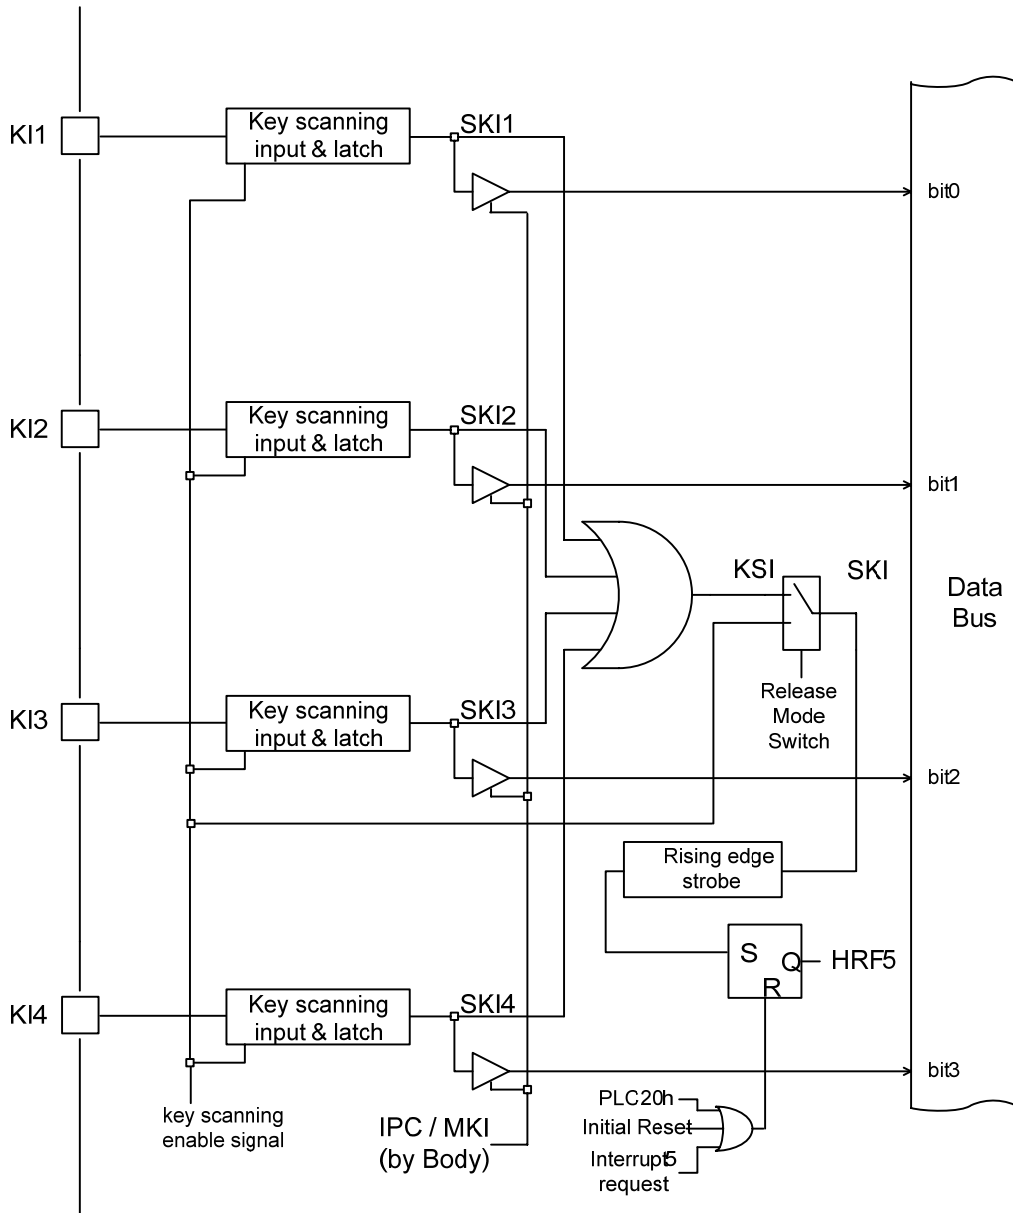 KI1
Key scanning
input & latch
SKI1
bit0
KI2
Key scanning
input & latch
SKI2
bit1
KSI
SKI
Data
Bus
Release
Mode
Switch
KI3
Key scanning
input & latch
SKI3
bit2
Rising edge
strobe
S
Q
R
HRF5
KI4
Key scanning
input & latch
SKI4
bit3
key scanning
enable signal
IPC / MKI
(by Body)
PLC20h
Initial Reset
Interrupt5
request